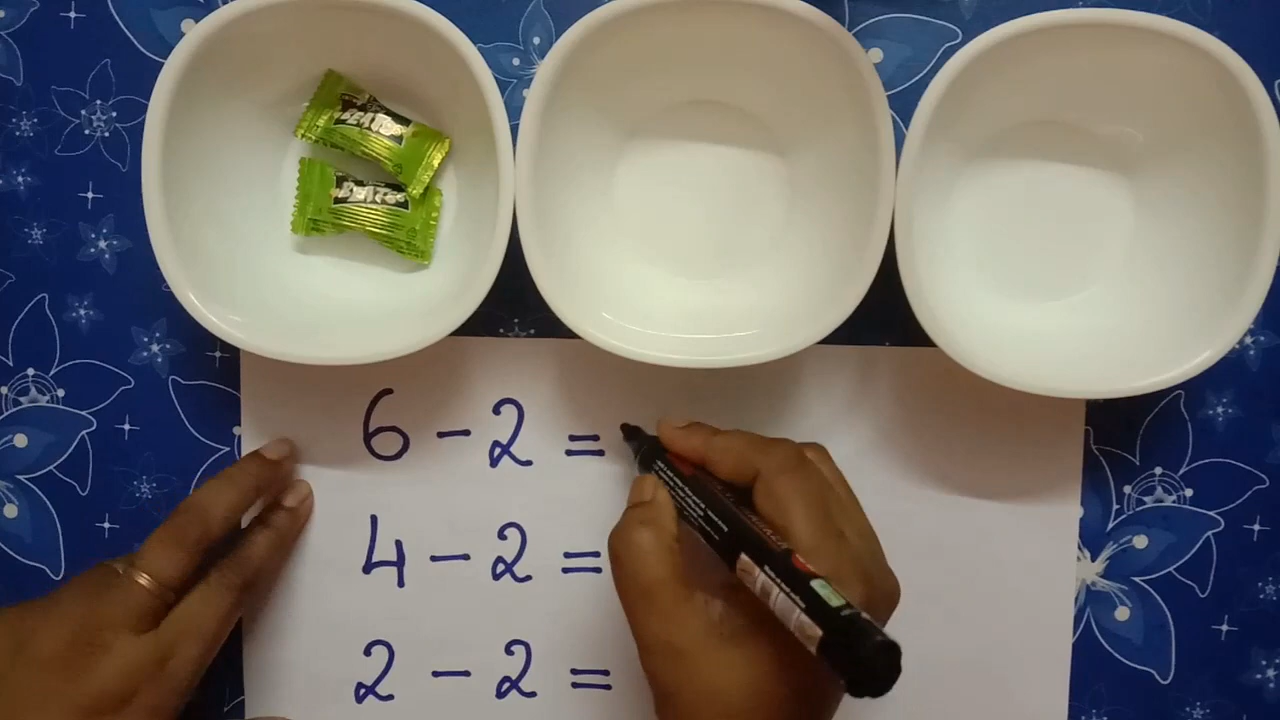 6 - 2 =
4 - 2 =
2 - 2 =